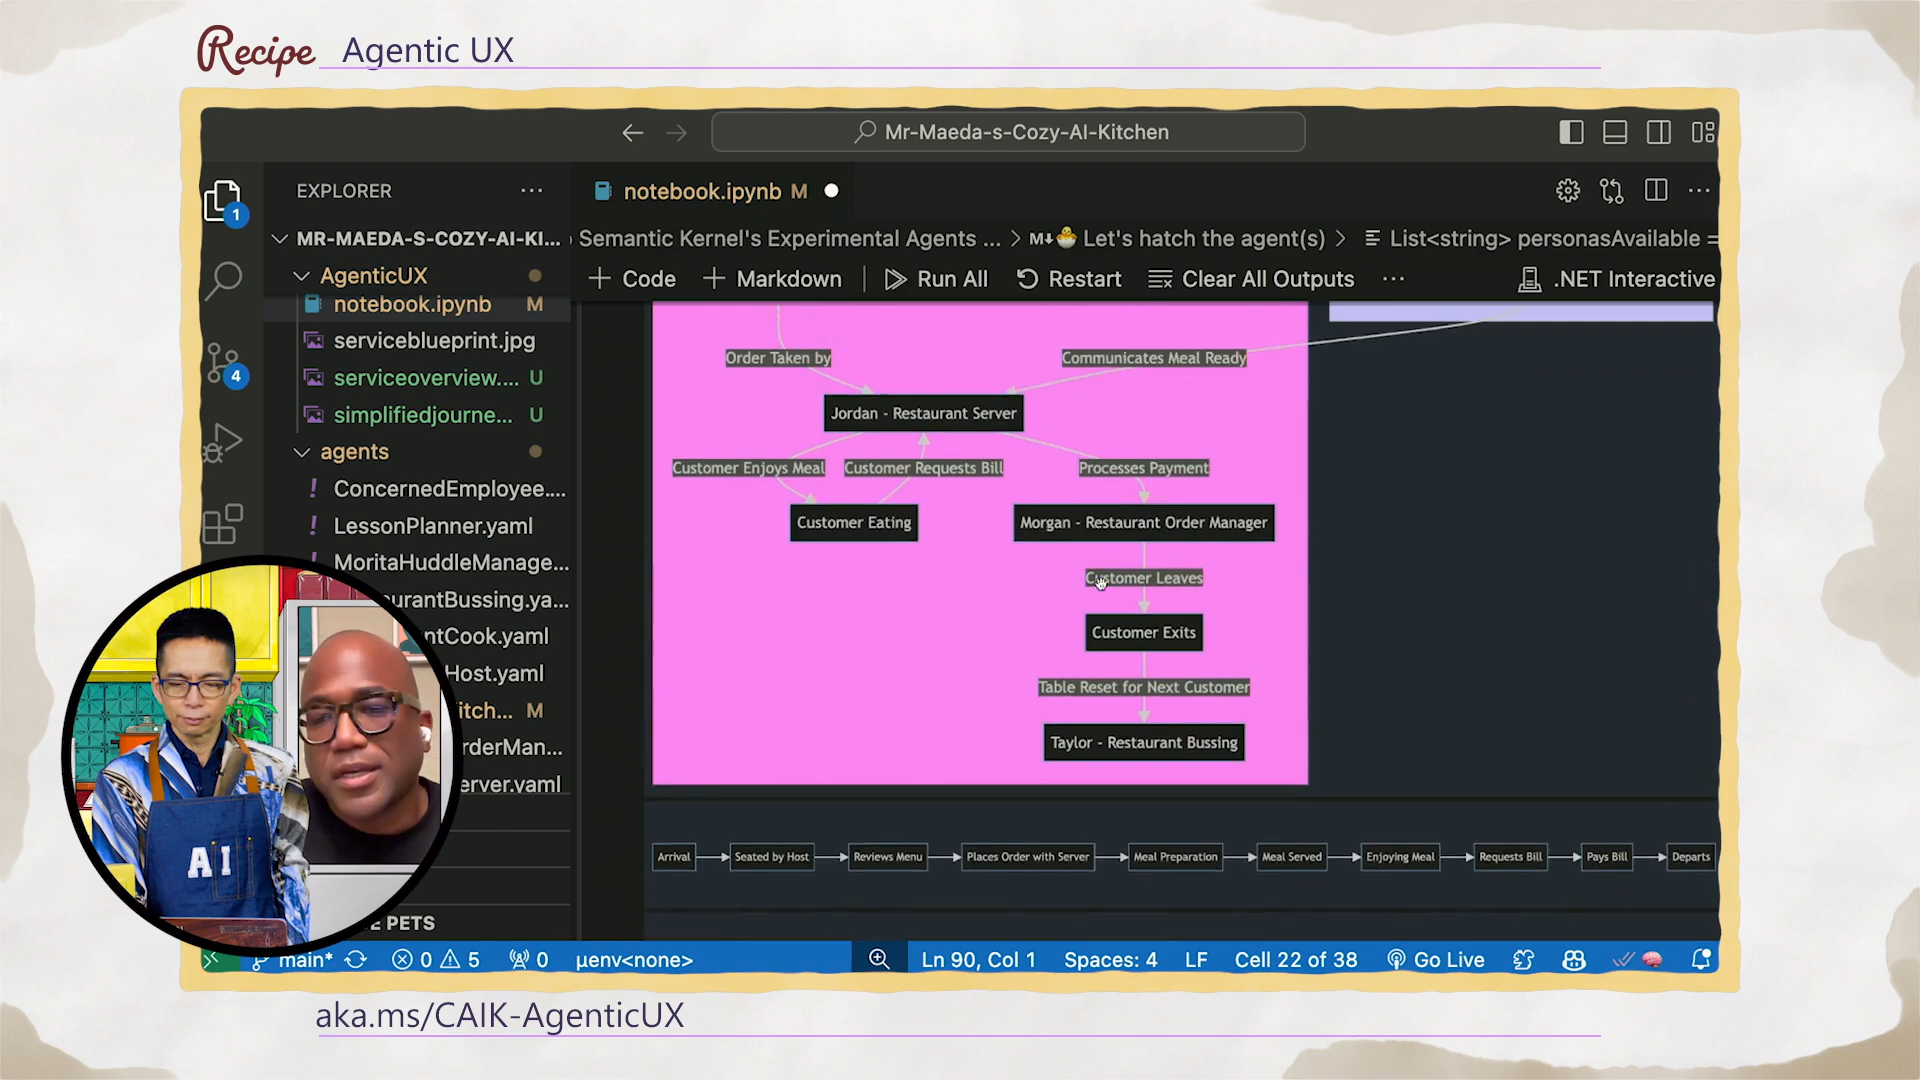 Recipe Agentic UX
Mr-Maeda-s-Cozy-AI-Kitchen
1
EXPLORER
notebook.ipynb M
MR-MAEDA-S-COZY-AI-KI...
Semantic Kernel's Experimental Agents ... > M↓🐣 Let's hatch the agent(s) > List<string> personasAvailable =
AgenticUX
Code Markdown Run All Restart Clear All Outputs ... .NET Interactive
notebook.ipynb M
serviceblueprint.jpg
serviceoverview.... U
simplifiedjourne... U
4
agents
ConcernedEmployee....
LessonPlanner.yaml
MoritaHuddleManage...
urantBussing.ya...
ntCook.yaml
Host.yaml
itch... M
rderMan...
erver.yaml
E PETS
Order Taken by
Communicates Meal Ready
Jordan - Restaurant Server
Customer Enjoys Meal
Customer Requests Bill
Processes Payment
Customer Eating
Morgan - Restaurant Order Manager
Customer Leaves
Customer Exits
Table Reset for Next Customer
Taylor - Restaurant Bussing
Arrival Seated by Host Reviews Menu Places Order with Server Meal Preparation Meal Served Enjoying Meal Requests Bill Pays Bill Departs
AI
main* 0 5 0 µenv<none> Ln 90, Col 1 Spaces: 4 LF Cell 22 of 38 Go Live
aka.ms/CAIK-AgenticUX